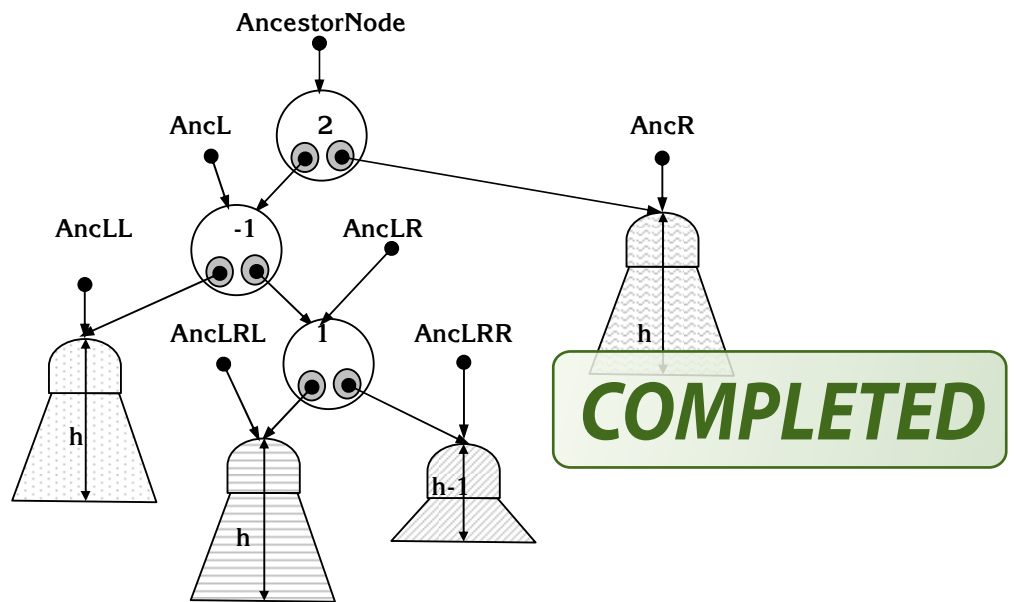 AncestorNode
2
AncL
AncR
-1
AncLL
AncLR
1
AncLRL
AncLRR
h
h
h-1
h
COMPLETED